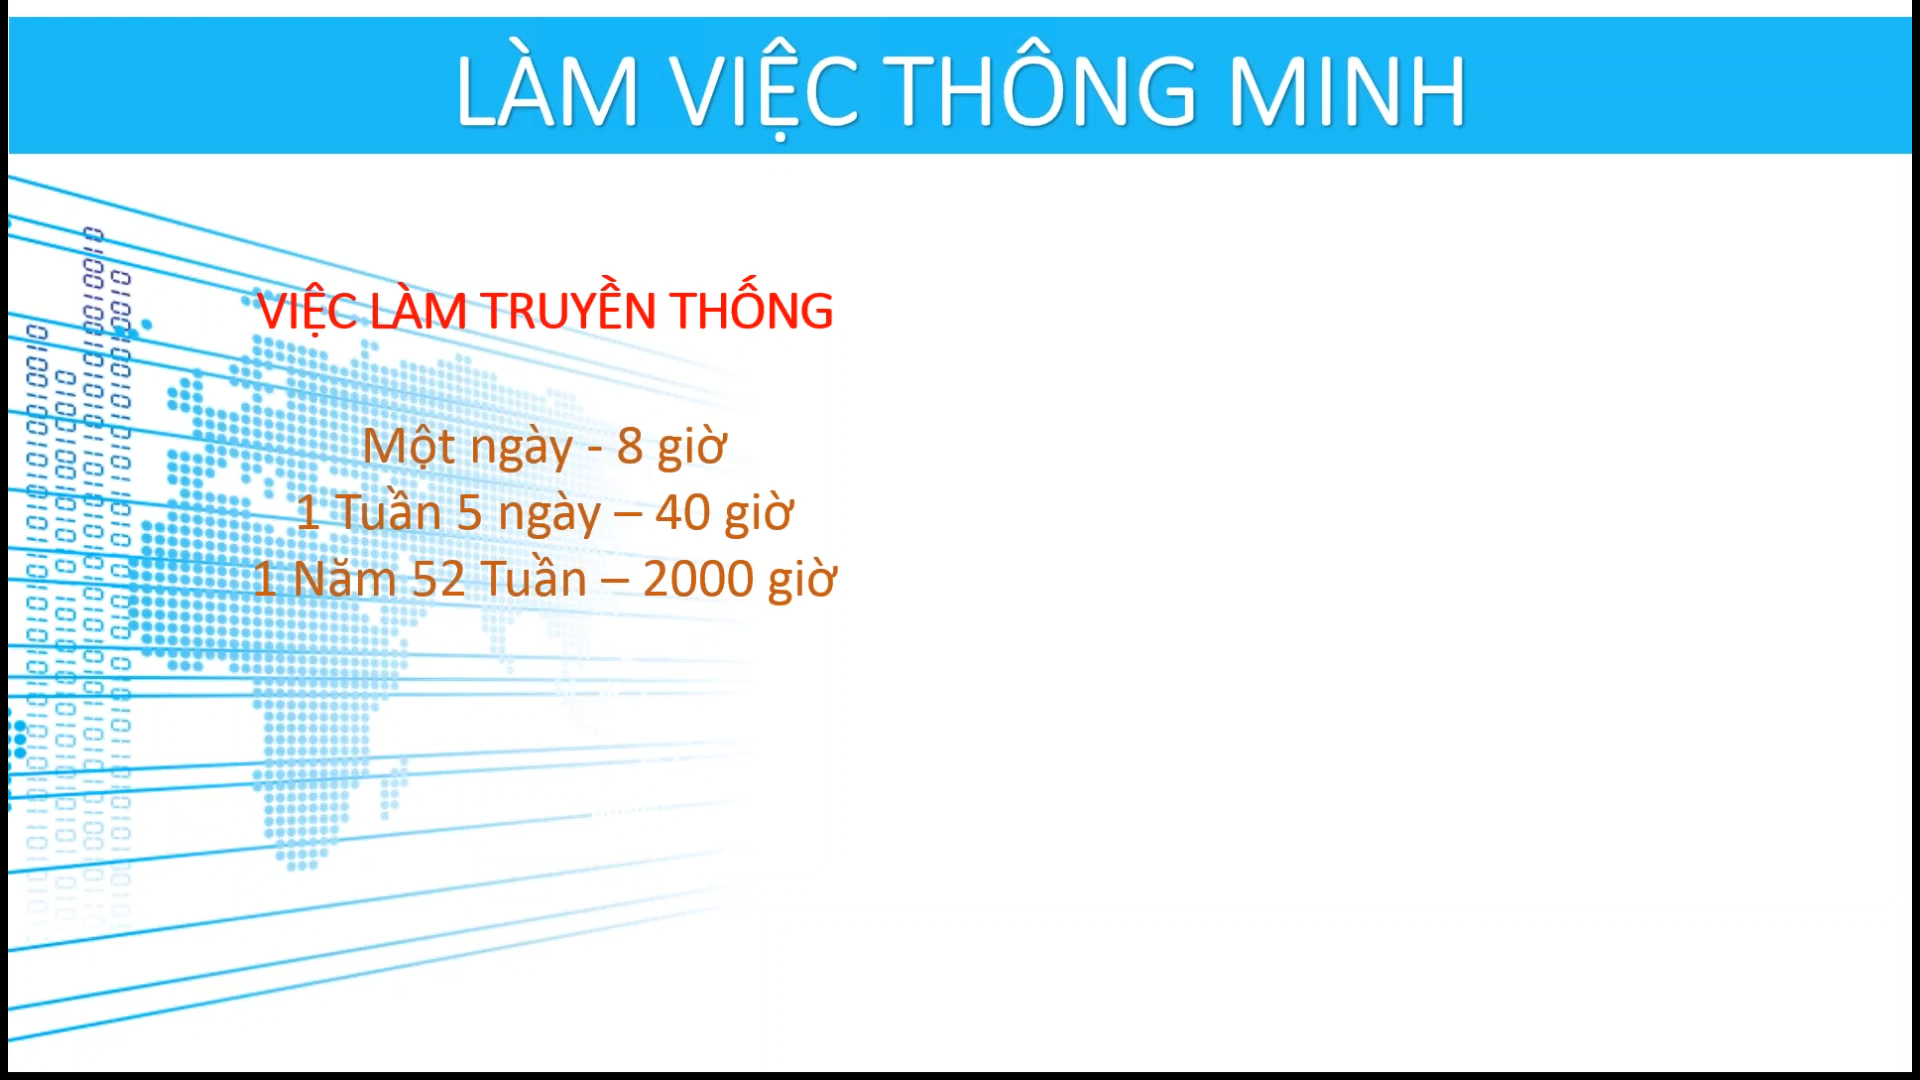 LÀM VIỆC THÔNG MINH
VIỆC LÀM TRUYỀN THỐNG
Một ngày - 8 giờ
1 Tuần 5 ngày – 40 giờ
1 Năm 52 Tuần – 2000 giờ